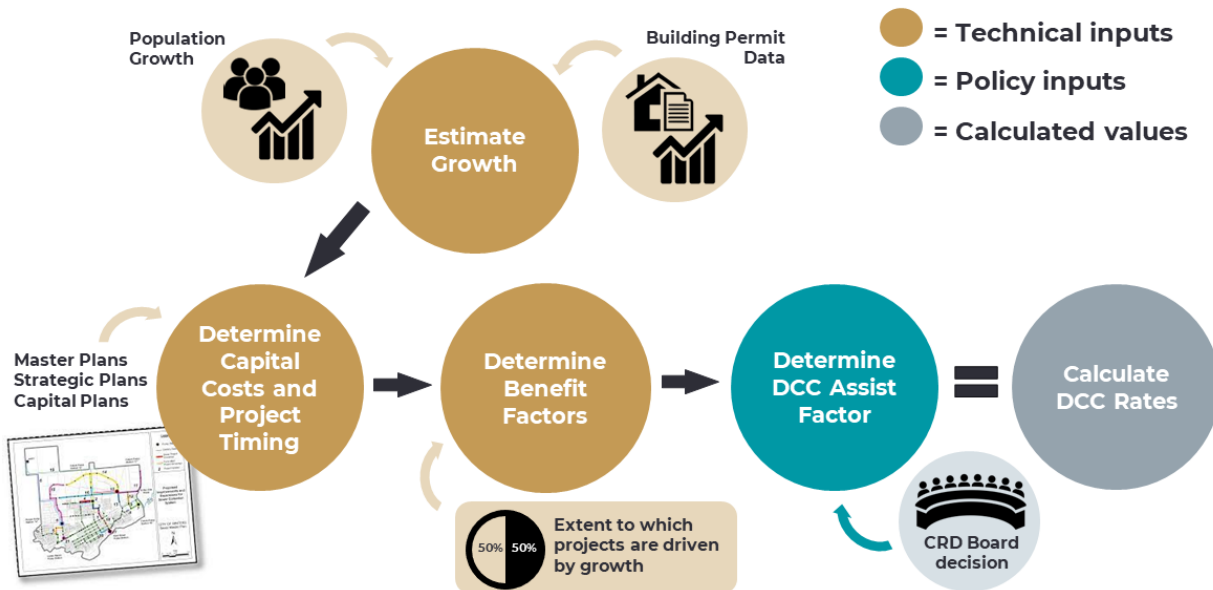 Population
Growth
Building Permit
Data
= Technical inputs
= Policy inputs
= Calculated values
Estimate
Growth
Master Plans
Strategic Plans
Capital Plans
Determine
Capital
Costs and
Project
Timing
Determine
Benefit
Factors
Determine
DCC Assist
Factor
=
Calculate
DCC Rates
50%
50%
Extent to which
projects are driven
by growth
CRD Board
decision